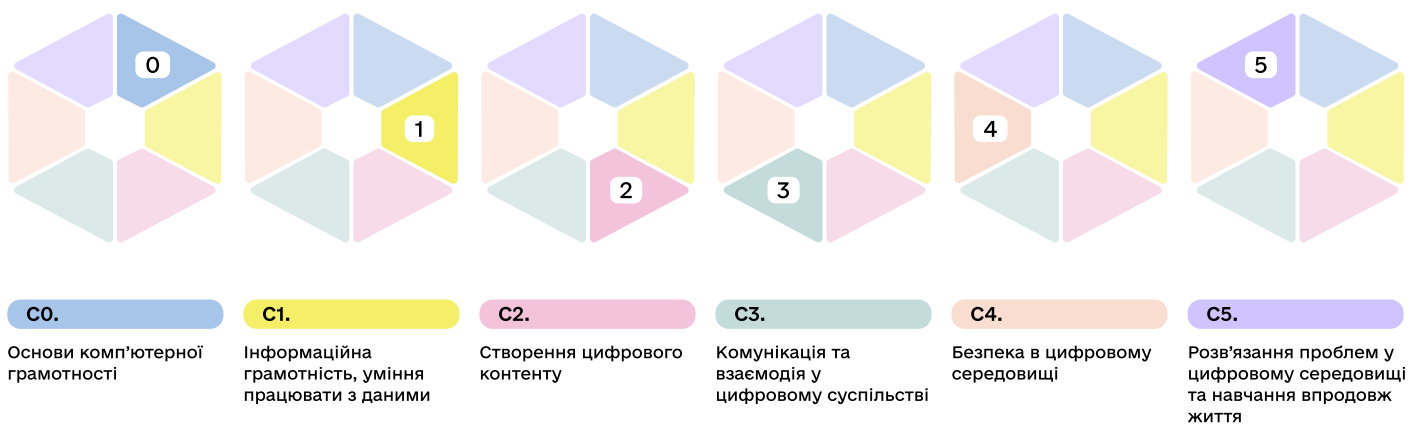 0
1
2
3
4
5
C0.
Основи комп’ютерної
грамотності
C1.
Інформаційна
грамотність, уміння
працювати з даними
C2.
Створення цифрового
контенту
C3.
Комунікація та
взаємодія у
цифровому суспільстві
C4.
Безпека в цифровому
середовищі
C5.
Розв’язання проблем у
цифровому середовищі
та навчання впродовж
життя